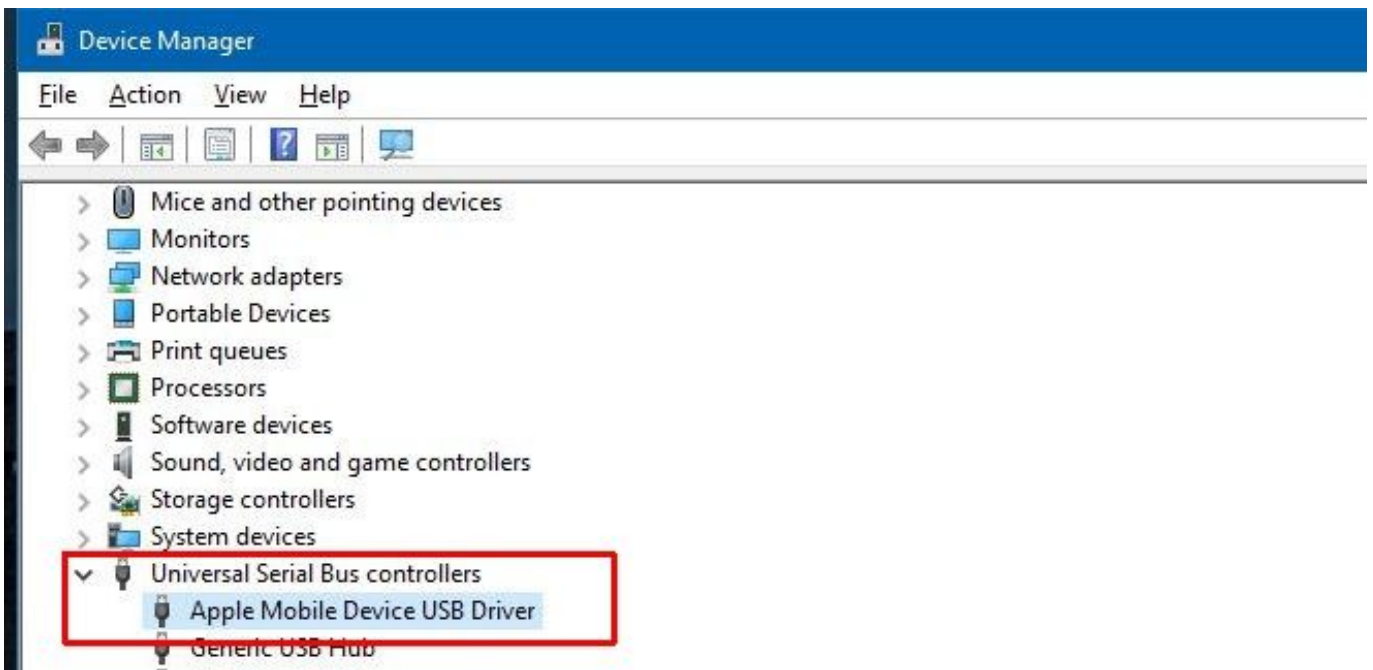 Device Manager
File Action View Help
Mice and other pointing devices
Monitors
Network adapters
Portable Devices
Print queues
Processors
Software devices
Sound, video and game controllers
Storage controllers
System devices
Universal Serial Bus controllers
Apple Mobile Device USB Driver
Generic USB Hub